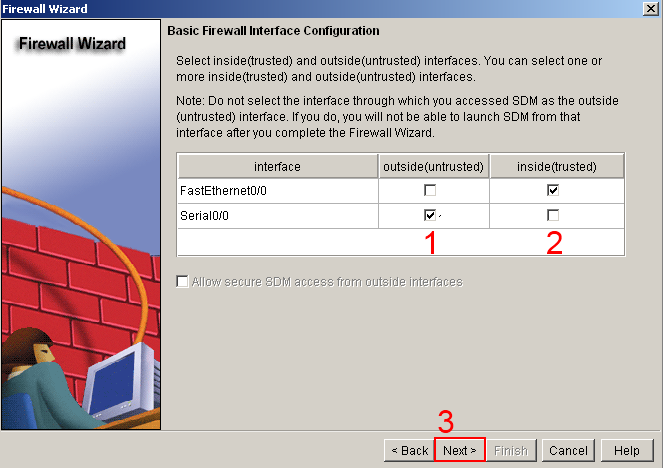 Firewall Wizard
Firewall Wizard
Basic Firewall Interface Configuration
Select inside(trusted) and outside(untrusted) interfaces. You can select one or
more inside(trusted) and outside(untrusted) interfaces.
Note: Do not select the interface through which you accessed SDM as the outside
(untrusted) interface. If you do, you will not be able to launch SDM from that
interface after you complete the Firewall Wizard.
interface outside(untrusted) inside(trusted)
FastEthernet0/0
Serial0/0
1 2
Allow secure SDM access from outside interfaces
3
< Back Next > Finish Cancel Help